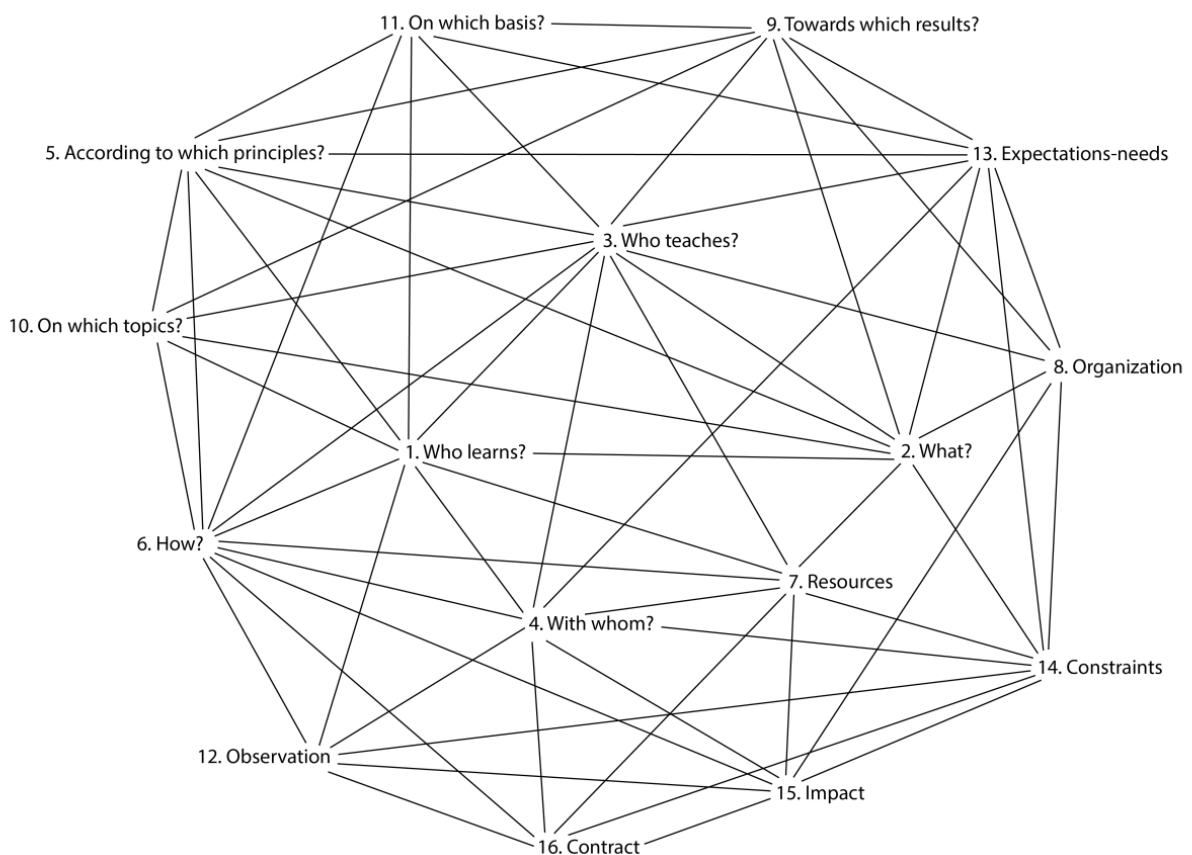 11. On which basis?
9. Towards which results?
5. According to which principles?
13. Expectations-needs
3. Who teaches?
10. On which topics?
8. Organization
1. Who learns?
2. What?
6. How?
7. Resources
4. With whom?
14. Constraints
12. Observation
15. Impact
16. Contract